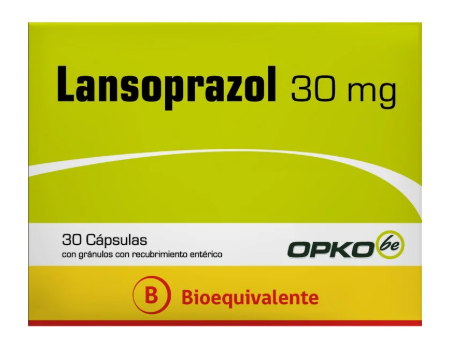 Lansoprazol 30 mg
30 Cápsulas
con gránulos con recubrimiento entérico
OPKO be
B Bioequivalente